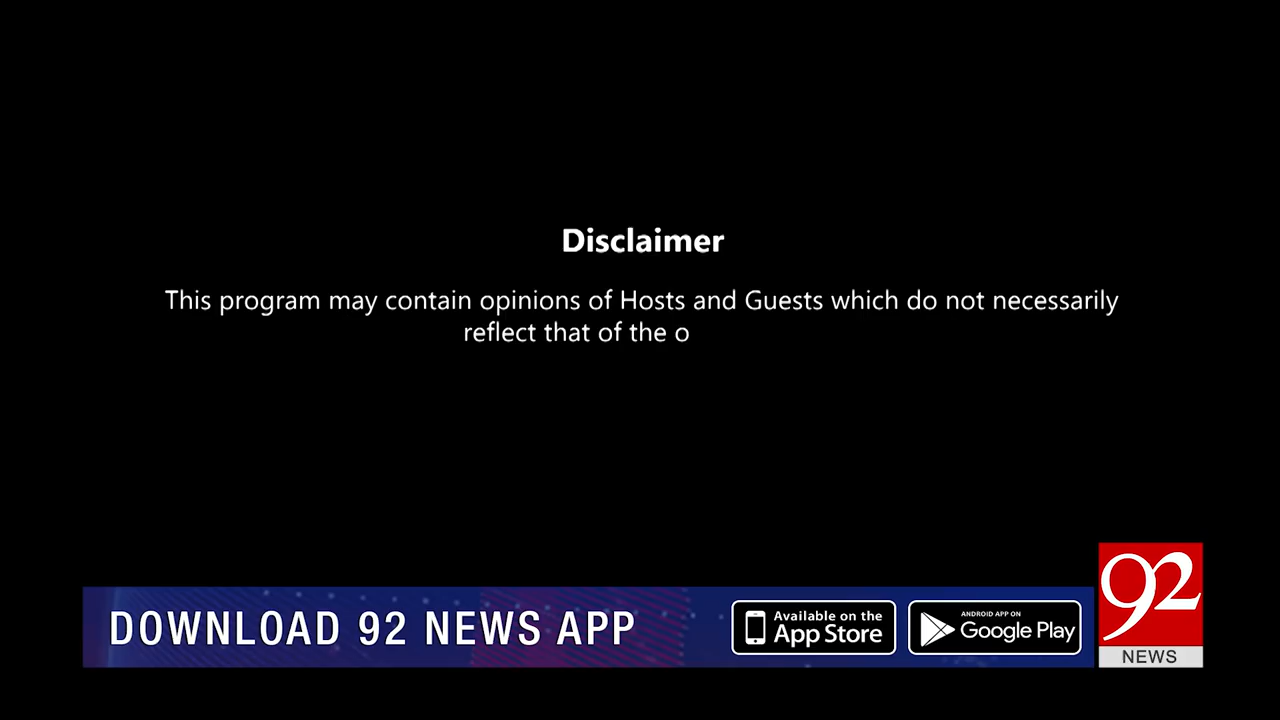 Disclaimer
This program may contain opinions of Hosts and Guests which do not necessarily
reflect that of the o
DOWNLOAD 92 NEWS APP
Available on the
App Store
ANDROID APP ON
Google Play
92
NEWS